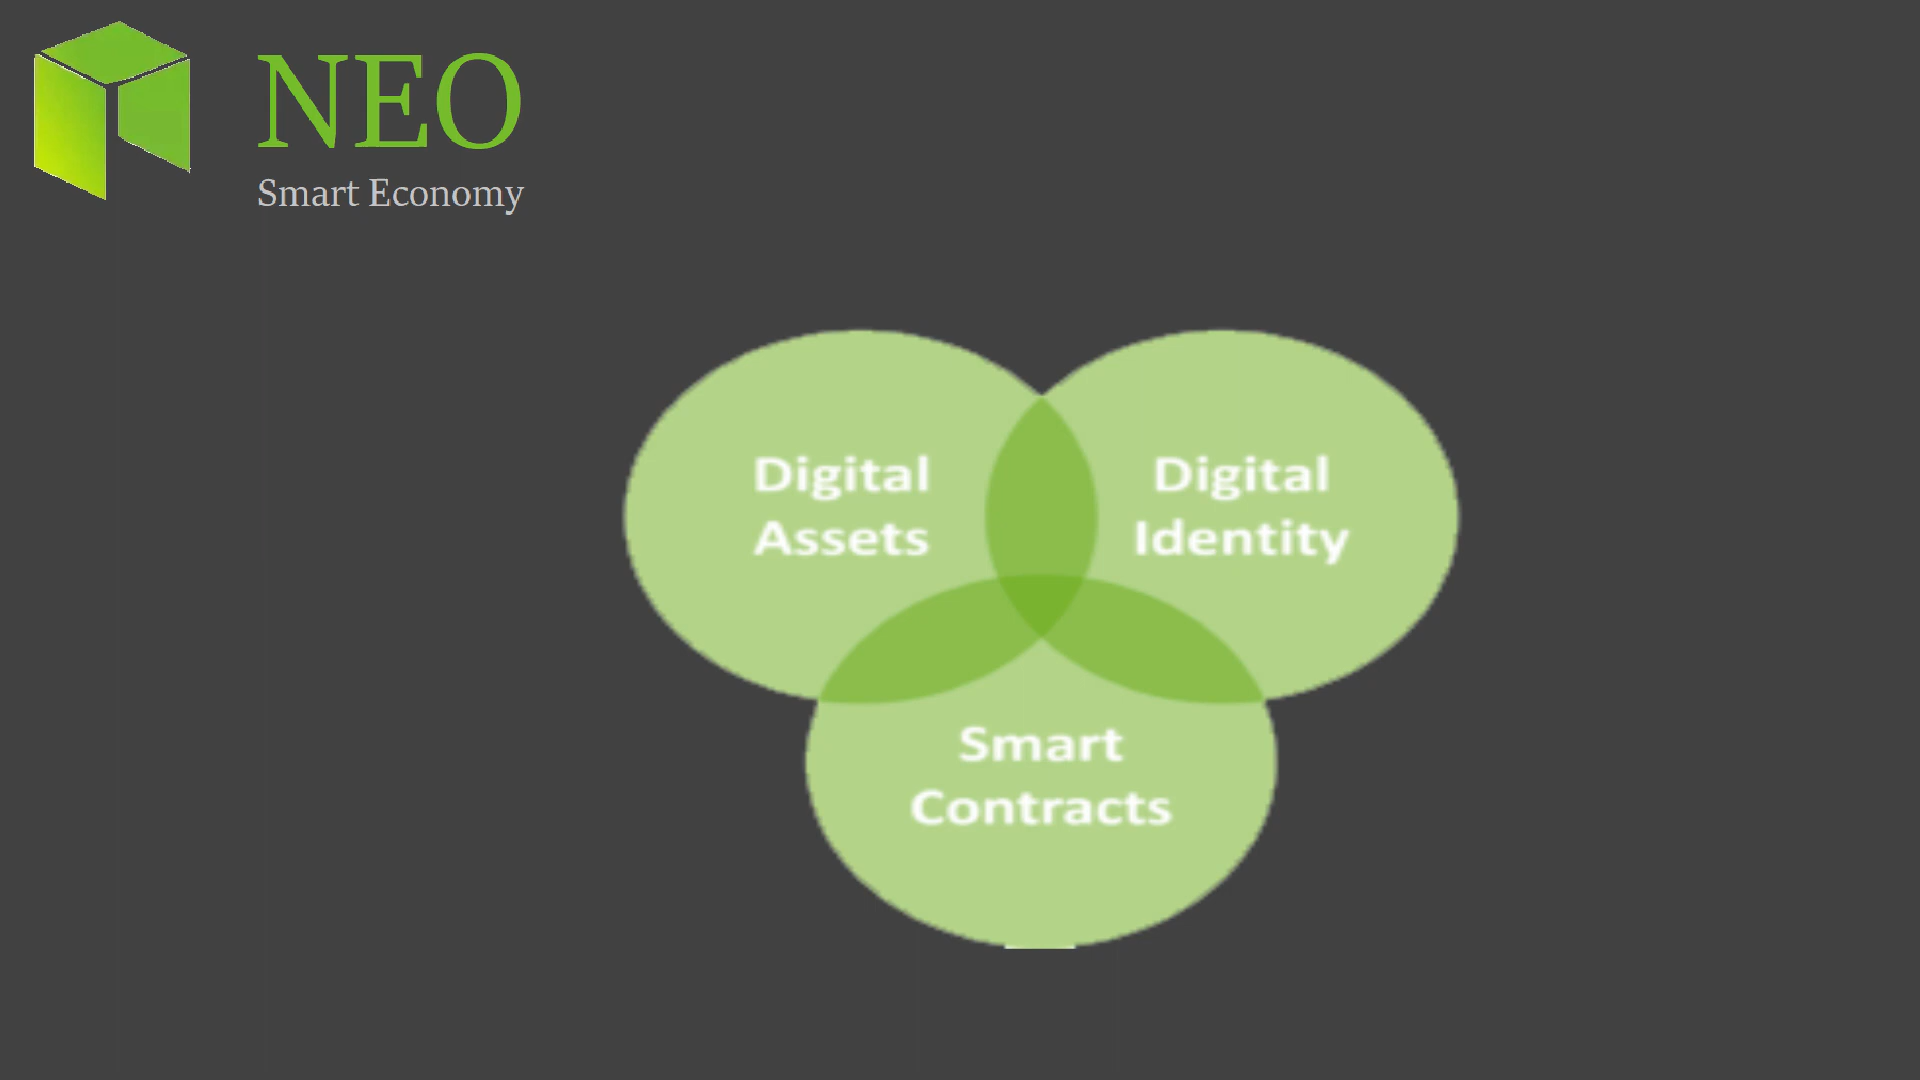 NEO
Smart Economy
Digital
Assets
Digital
Identity
Smart
Contracts